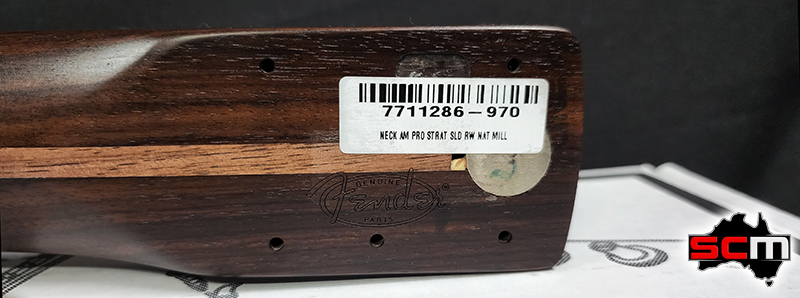 7711286-970
NECK AM PRO STRAT SLD RW NAT MILL
GENUINE
Fender®
PARTS
SCM